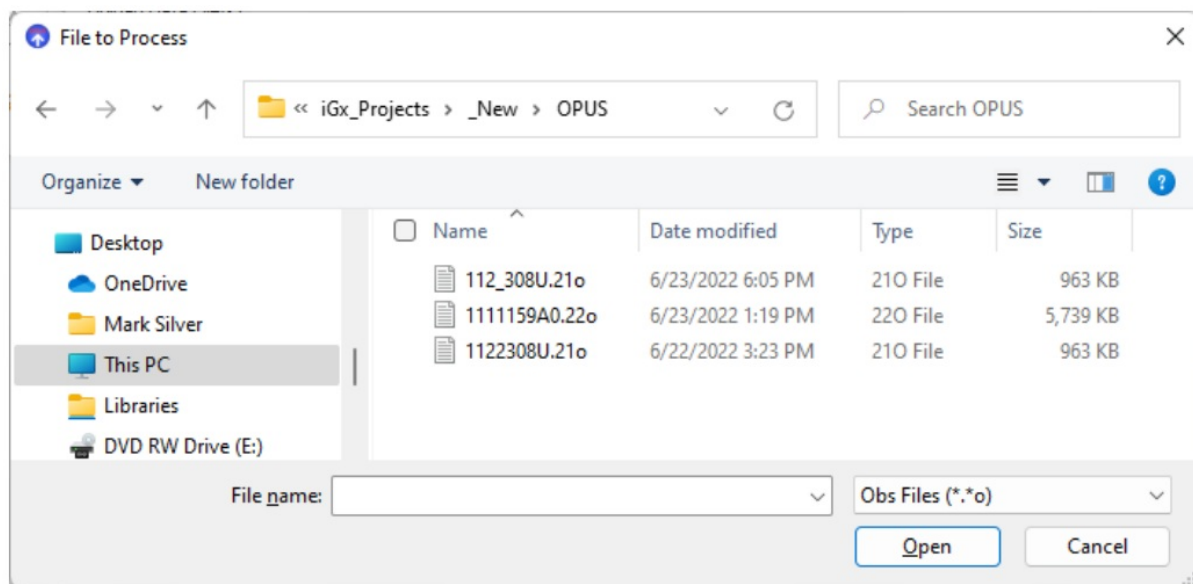 File to Process
« iGx_Projects > _New > OPUS
Search OPUS
Organize
New folder
Name Date modified Type Size
Desktop
OneDrive
Mark Silver
This PC
Libraries
DVD RW Drive (E:)
112_308U.21o 6/23/2022 6:05 PM 21O File 963 KB
1111159A0.22o 6/23/2022 1:19 PM 22O File 5,739 KB
1122308U.21o 6/22/2022 3:23 PM 21O File 963 KB
File name:
Obs Files (*.*o)
Open
Cancel